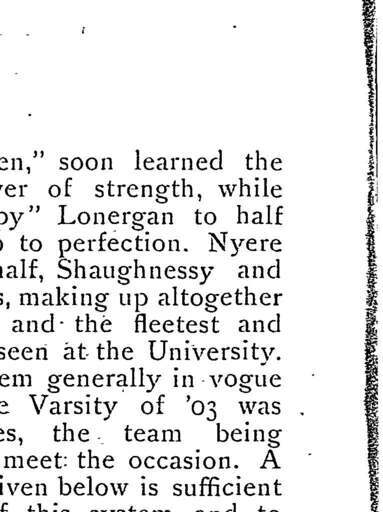 en,” soon learned the
ver of strength, while
by” Lonergan to half
to perfection. Nyere
half, Shaughnessy and
s, making up altogether
and the fleetest and
seen at the University.
em generally in vogue
e Varsity of ’03 was
es, the team being
meet the occasion. A
iven below is sufficient
f this system and to